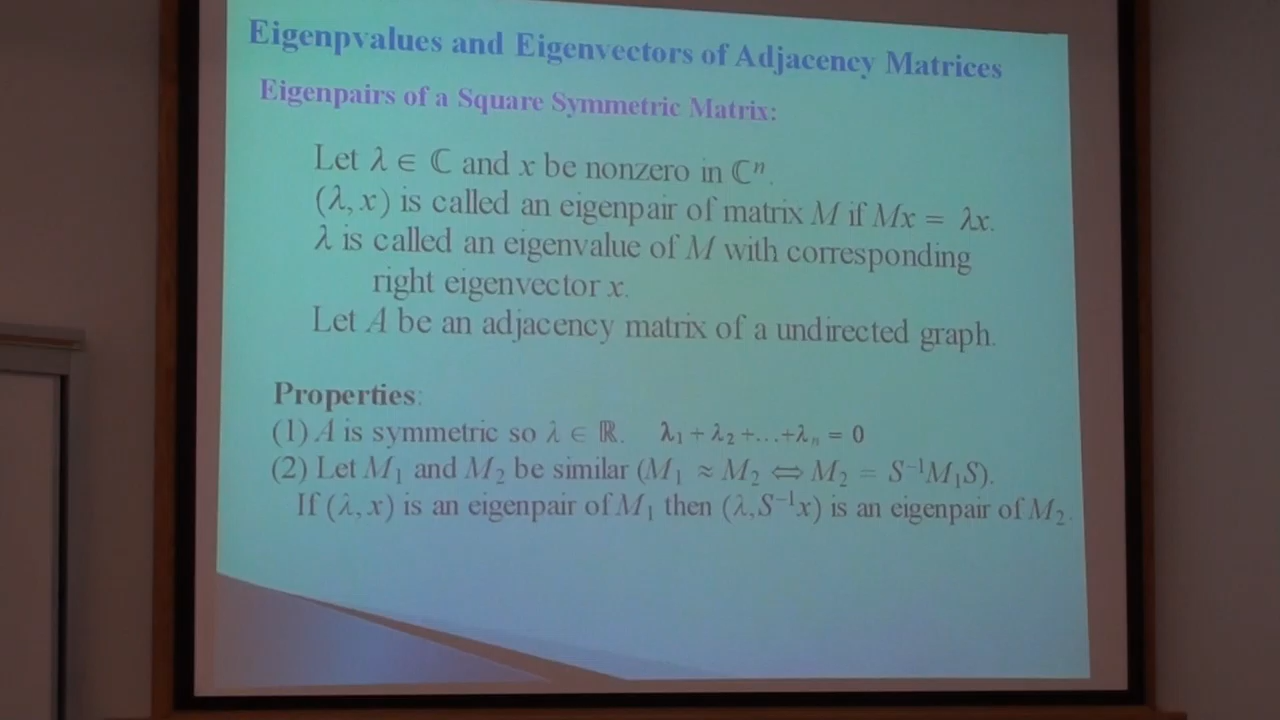 Eigenpvalues and Eigenvectors of Adjacency Matrices
Eigenpairs of a Square Symmetric Matrix:
Let λ ∈ ℂ and x be nonzero in ℂⁿ.
(λ, x) is called an eigenpair of matrix M if Mx = λx.
λ is called an eigenvalue of M with corresponding
right eigenvector x.
Let A be an adjacency matrix of a undirected graph.
Properties:
(1) A is symmetric so λ ∈ ℝ. λ₁ + λ₂ +…+λₙ = 0
(2) Let M₁ and M₂ be similar (M₁ ≈ M₂ ⇔ M₂ = S⁻¹M₁S).
If (λ, x) is an eigenpair of M₁ then (λ,S⁻¹x) is an eigenpair of M₂.